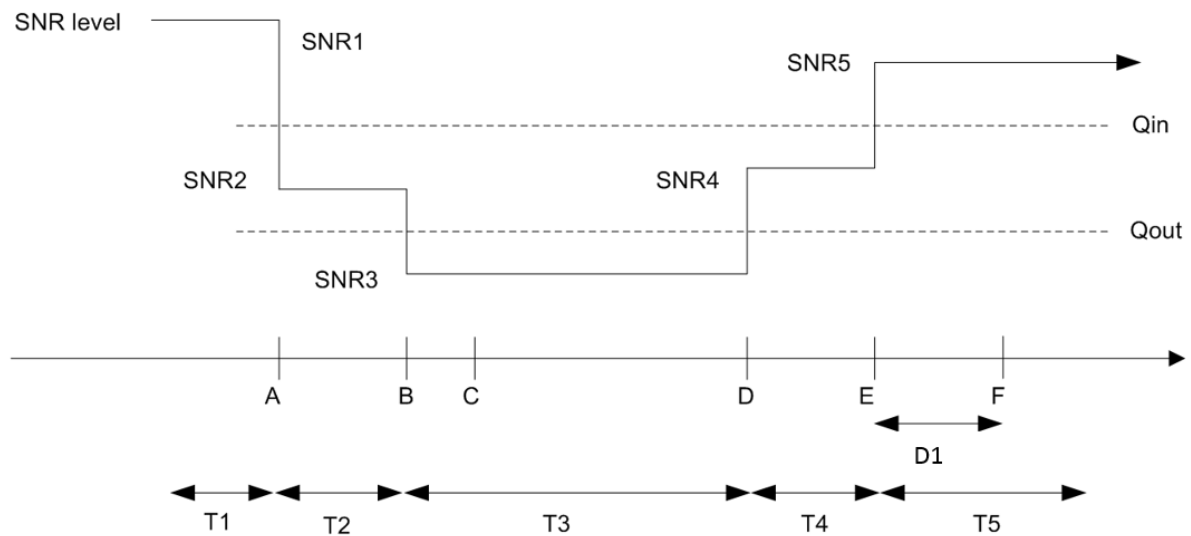 SNR level
SNR1
SNR5
Qin
SNR2
SNR4
Qout
SNR3
A B C D E F
D1
T1 T2 T3 T4 T5